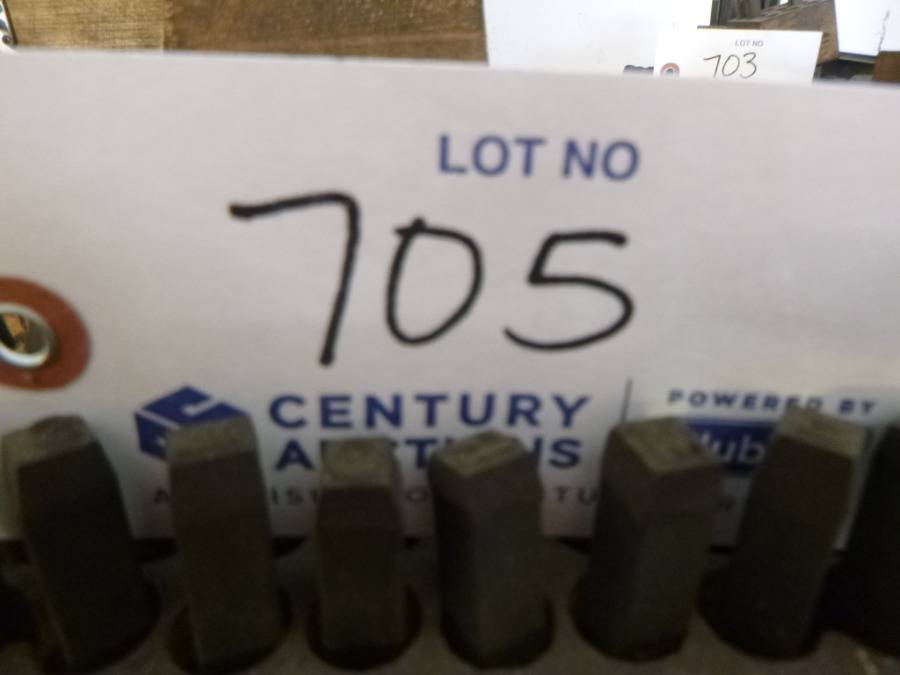 LOT NO
703
LOT NO
705
CENTURY
POWERED BY